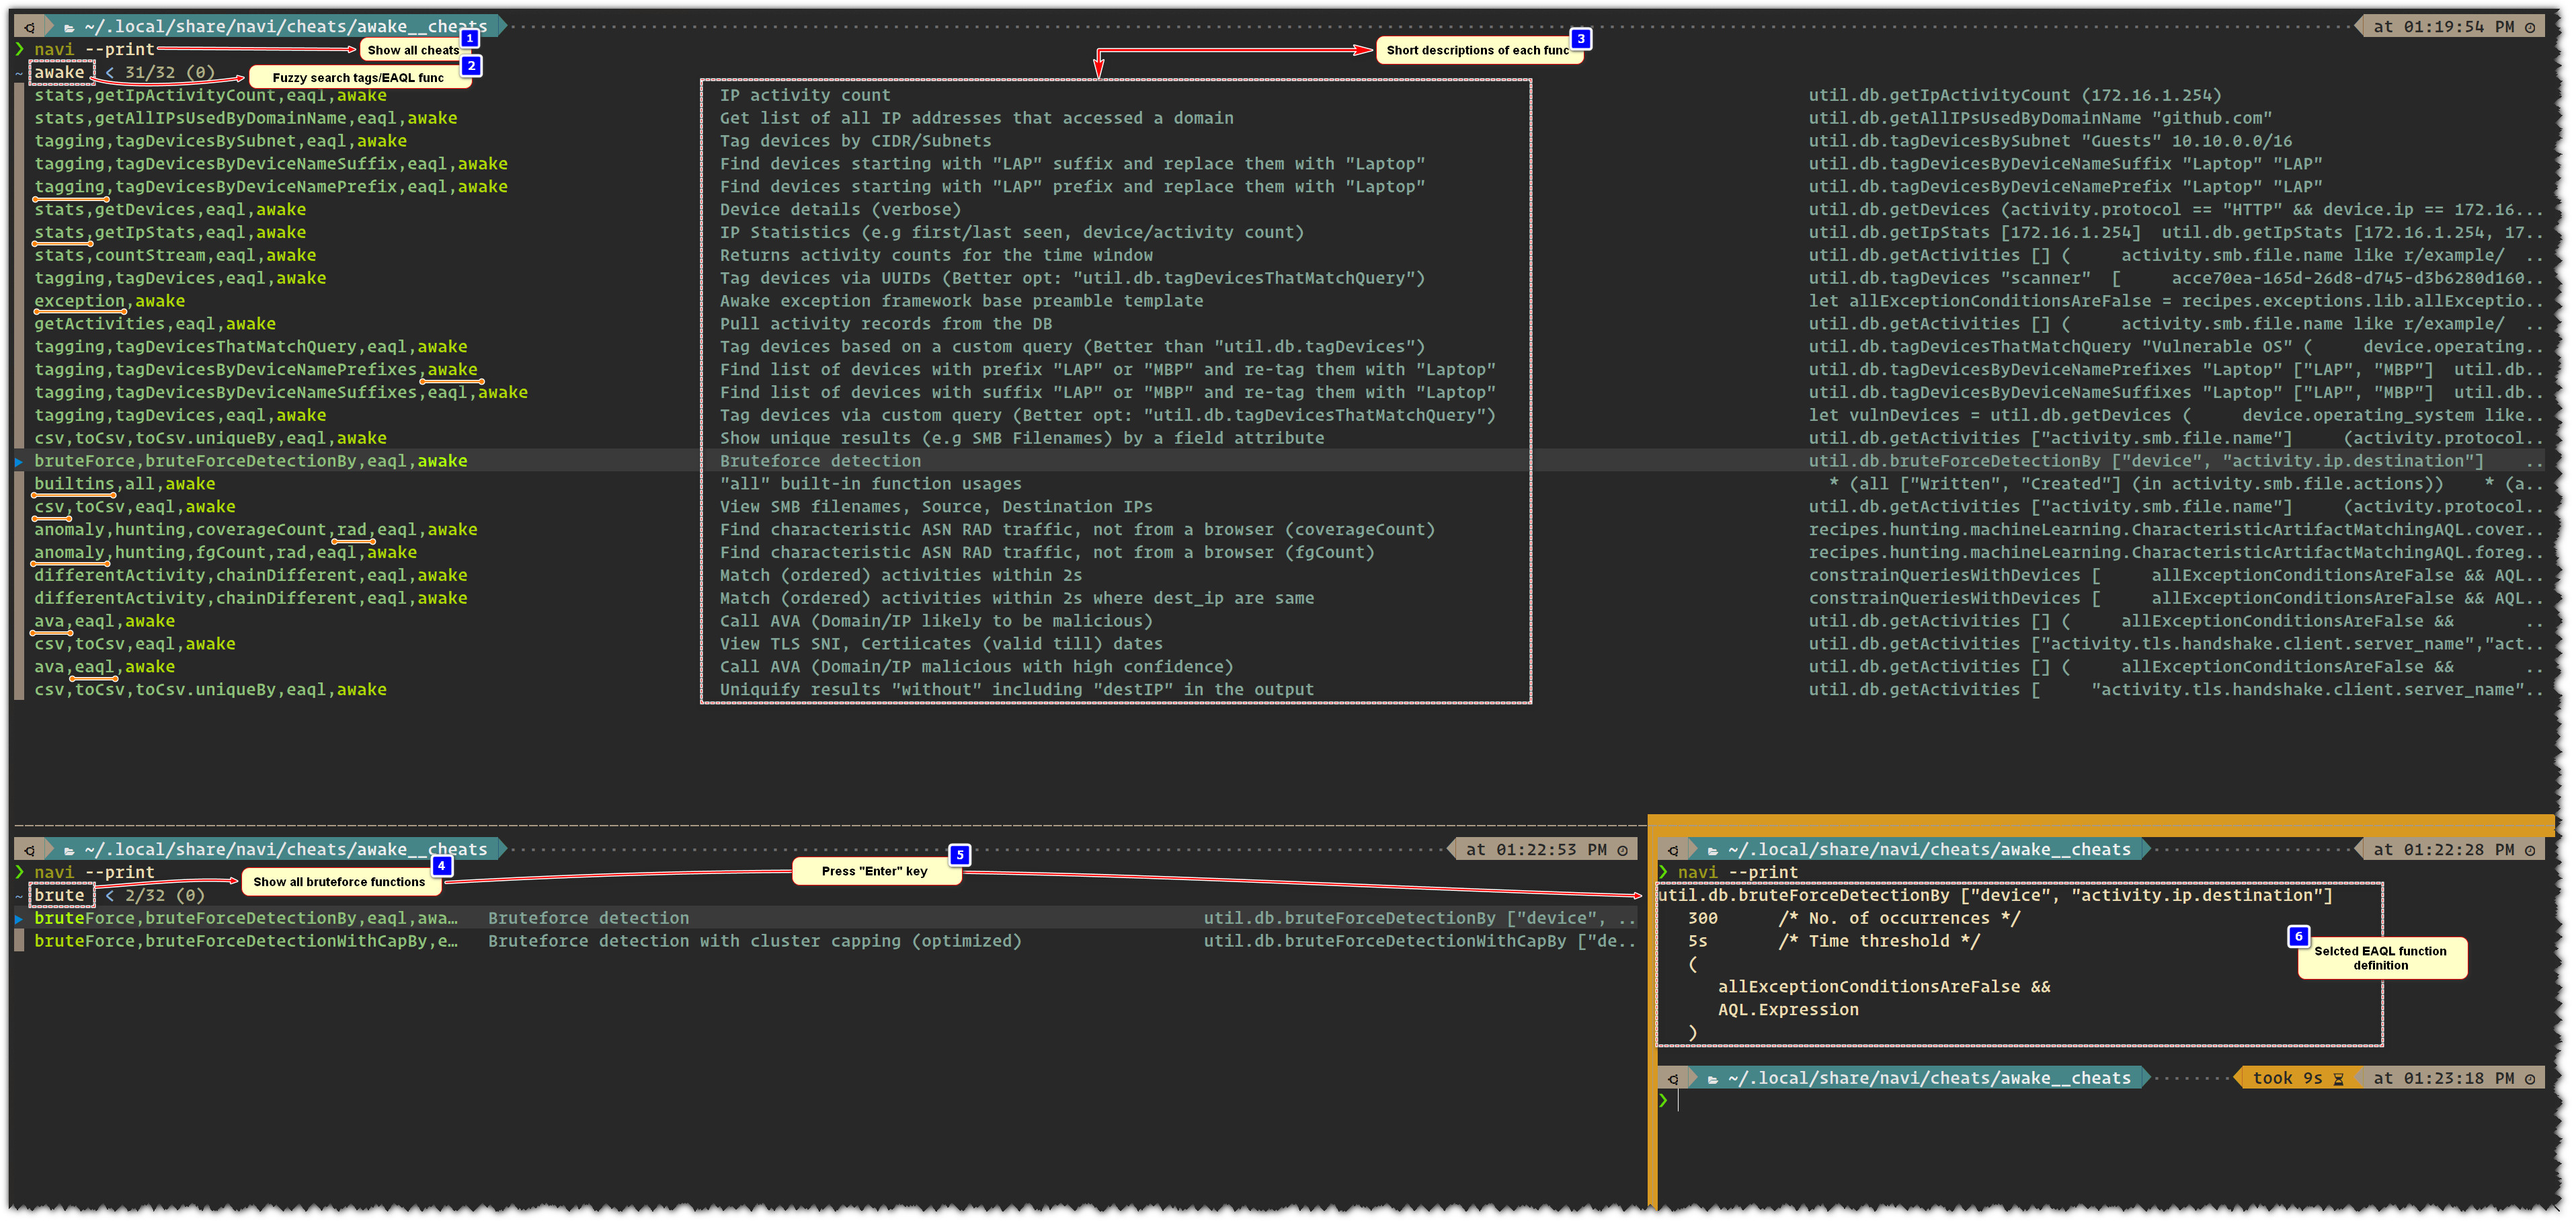 ~/.local/share/navi/cheats/awake__cheats at 01:19:54 PM
❯ navi --print Show all cheats 1
~ awake < 31/32 (0) Fuzzy search tags/EAQL func 2
Short descriptions of each func 3
stats,getIpActivityCount,eaql,awake IP activity count util.db.getIpActivityCount (172.16.1.254)
stats,getAllIPsUsedByDomainName,eaql,awake Get list of all IP addresses that accessed a domain util.db.getAllIPsUsedByDomainName "github.com"
tagging,tagDevicesBySubnet,eaql,awake Tag devices by CIDR/Subnets util.db.tagDevicesBySubnet "Guests" 10.10.0.0/16
tagging,tagDevicesByDeviceNameSuffix,eaql,awake Find devices starting with "LAP" suffix and replace them with "Laptop" util.db.tagDevicesByDeviceNameSuffix "Laptop" "LAP"
tagging,tagDevicesByDeviceNamePrefix,eaql,awake Find devices starting with "LAP" prefix and replace them with "Laptop" util.db.tagDevicesByDeviceNamePrefix "Laptop" "LAP"
stats,getDevices,eaql,awake Device details (verbose) util.db.getDevices (activity.protocol == "HTTP" && device.ip == 172.16...
stats,getIpStats,eaql,awake IP Statistics (e.g first/last seen, device/activity count) util.db.getIpStats [172.16.1.254] util.db.getIpStats [172.16.1.254, 17..
stats,countStream,eaql,awake Returns activity counts for the time window util.db.getActivities [] ( activity.smb.file.name like r/example/ ..
tagging,tagDevices,eaql,awake Tag devices via UUIDs (Better opt: "util.db.tagDevicesThatMatchQuery") util.db.tagDevices "scanner" [ acce70ea-165d-26d8-d745-d3b6280d160..
exception,awake Awake exception framework base preamble template let allExceptionConditionsAreFalse = recipes.exceptions.lib.allExceptio..
getActivities,eaql,awake Pull activity records from the DB util.db.getActivities [] ( activity.smb.file.name like r/example/ ..
tagging,tagDevicesThatMatchQuery,eaql,awake Tag devices based on a custom query (Better than "util.db.tagDevices") util.db.tagDevicesThatMatchQuery "Vulnerable OS" ( device.operating..
tagging,tagDevicesByDeviceNamePrefixes,awake Find list of devices with prefix "LAP" or "MBP" and re-tag them with "Laptop" util.db.tagDevicesByDeviceNamePrefixes "Laptop" ["LAP", "MBP"] util.db..
tagging,tagDevicesByDeviceNameSuffixes,eaql,awake Find list of devices with suffix "LAP" or "MBP" and re-tag them with "Laptop" util.db.tagDevicesByDeviceNameSuffixes "Laptop" ["LAP", "MBP"] util.db..
tagging,tagDevices,eaql,awake Tag devices via custom query (Better opt: "util.db.tagDevicesThatMatchQuery") let vulnDevices = util.db.getDevices ( device.operating_system like..
csv,toCsv,toCsv.uniqueBy,eaql,awake Show unique results (e.g SMB Filenames) by a field attribute util.db.getActivities ["activity.smb.file.name"] (activity.protocol..
bruteForce,bruteForceDetectionBy,eaql,awake Bruteforce detection util.db.bruteForceDetectionBy ["device", "activity.ip.destination"] ..
builtins,all,awake "all" built-in function usages * (all ["Written", "Created"] (in activity.smb.file.actions)) * (a..
csv,toCsv,eaql,awake View SMB filenames, Source, Destination IPs util.db.getActivities ["activity.smb.file.name"] (activity.protocol..
anomaly,hunting,coverageCount,rad,eaql,awake Find characteristic ASN RAD traffic, not from a browser (coverageCount) recipes.hunting.machineLearning.CharacteristicArtifactMatchingAQL.cover..
anomaly,hunting,fgCount,rad,eaql,awake Find characteristic ASN RAD traffic, not from a browser (fgCount) recipes.hunting.machineLearning.CharacteristicArtifactMatchingAQL.foreg..
differentActivity,chainDifferent,eaql,awake Match (ordered) activities within 2s constrainQueriesWithDevices [ allExceptionConditionsAreFalse && AQL..
differentActivity,chainDifferent,eaql,awake Match (ordered) activities within 2s where dest_ip are same constrainQueriesWithDevices [ allExceptionConditionsAreFalse && AQL..
ava,eaql,awake Call AVA (Domain/IP likely to be malicious) util.db.getActivities [] ( allExceptionConditionsAreFalse && ..
csv,toCsv,eaql,awake View TLS SNI, Certiicates (valid till) dates util.db.getActivities ["activity.tls.handshake.client.server_name","act..
ava,eaql,awake Call AVA (Domain/IP malicious with high confidence) util.db.getActivities [] ( allExceptionConditionsAreFalse && ..
csv,toCsv,toCsv.uniqueBy,eaql,awake Uniquify results "without" including "destIP" in the output util.db.getActivities [ "activity.tls.handshake.client.server_name"..
~/.local/share/navi/cheats/awake__cheats at 01:22:53 PM
❯ navi --print
~ brute < 2/32 (0) Show all bruteforce functions 4 Press "Enter" key 5
bruteForce,bruteForceDetectionBy,eaql,awa… Bruteforce detection util.db.bruteForceDetectionBy ["device", ..
bruteForce,bruteForceDetectionWithCapBy,e… Bruteforce detection with cluster capping (optimized) util.db.bruteForceDetectionWithCapBy ["de..
~/.local/share/navi/cheats/awake__cheats at 01:22:28 PM
❯ navi --print
util.db.bruteForceDetectionBy ["device", "activity.ip.destination"]
300 /* No. of occurrences */
5s /* Time threshold */
(
allExceptionConditionsAreFalse &&
AQL.Expression
)
6
Selcted EAQL function
definition
~/.local/share/navi/cheats/awake__cheats took 9s at 01:23:18 PM
❯